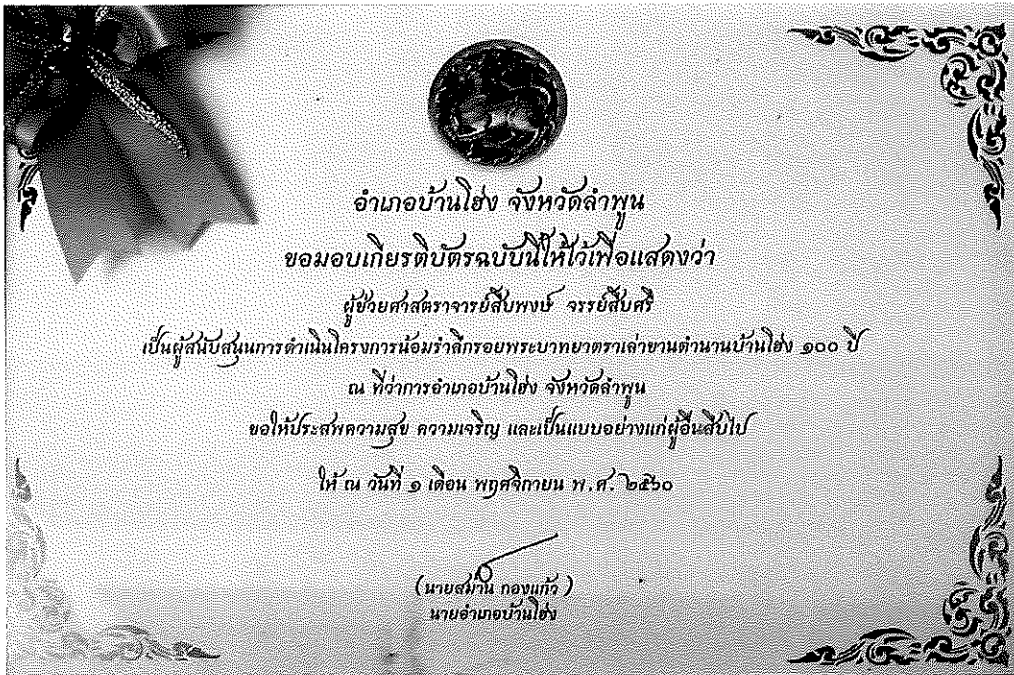 อำเภอบ้านโฮ่ง จังหวัดลำพูน
ขอมอบเกียรติบัตรฉบับนี้ให้ไว้เพื่อแสดงว่า
ผู้ช่วยศาสตราจารย์สืบพงษ์ จรรย์สืบศรี
เป็นผู้สนับสนุนการดำเนินโครงการน้อมรำลึกรอยพระบาทยาตราเล่าขานตำนานบ้านโฮ่ง ๑๐๐ ปี
ณ ที่ว่าการอำเภอบ้านโฮ่ง จังหวัดลำพูน
ขอให้ประสพความสุข ความเจริญ และเป็นแบบอย่างแก่ผู้อื่นสืบไป
ให้ ณ วันที่ ๑ เดือน พฤศจิกายน พ.ศ. ๒๕๖๐
(นายสมาน กองแก้ว)
นายอำเภอบ้านโฮ่ง